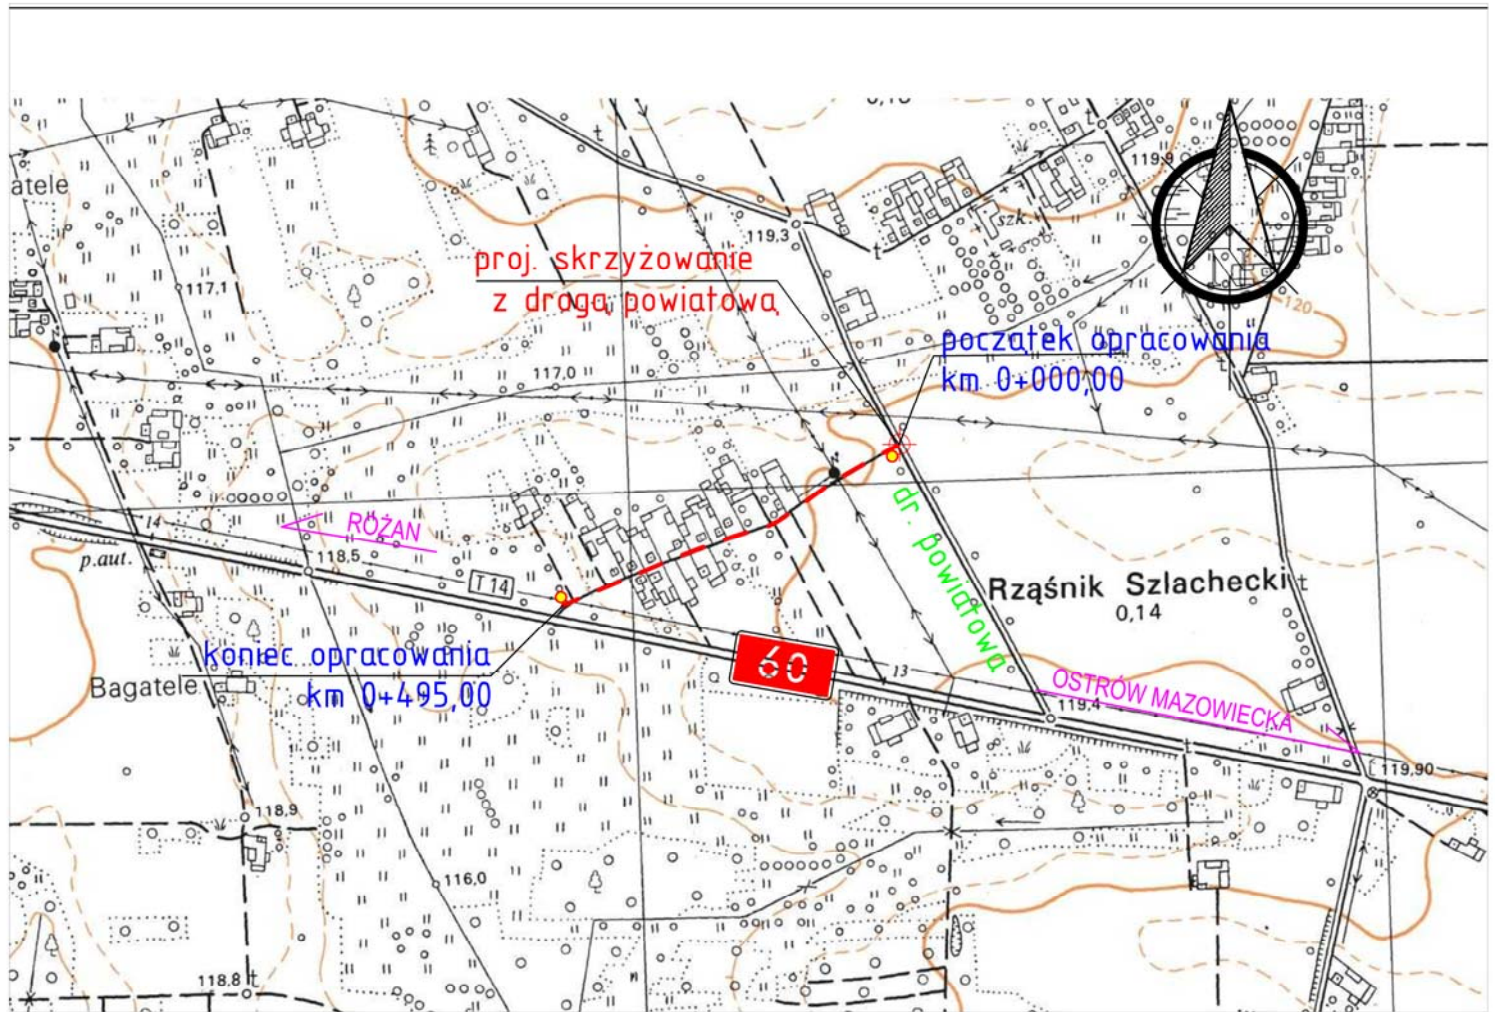 atele
119,9
szk.
119,3
proj. skrzyżowanie
z drogą powiatową
117,1
120
początek opracowania
km 0+000,00
117,0
14
RÓŻAN
p.aut.
118,5
T 14
dr. powiatowa
Rząśnik Szlachecki
0,14
t
koniec opracowania
km 0+495,00
Bagatele
60
13
OSTRÓW MAZOWIECKA
119,4
119,90
118,9
116,0
118,8 t